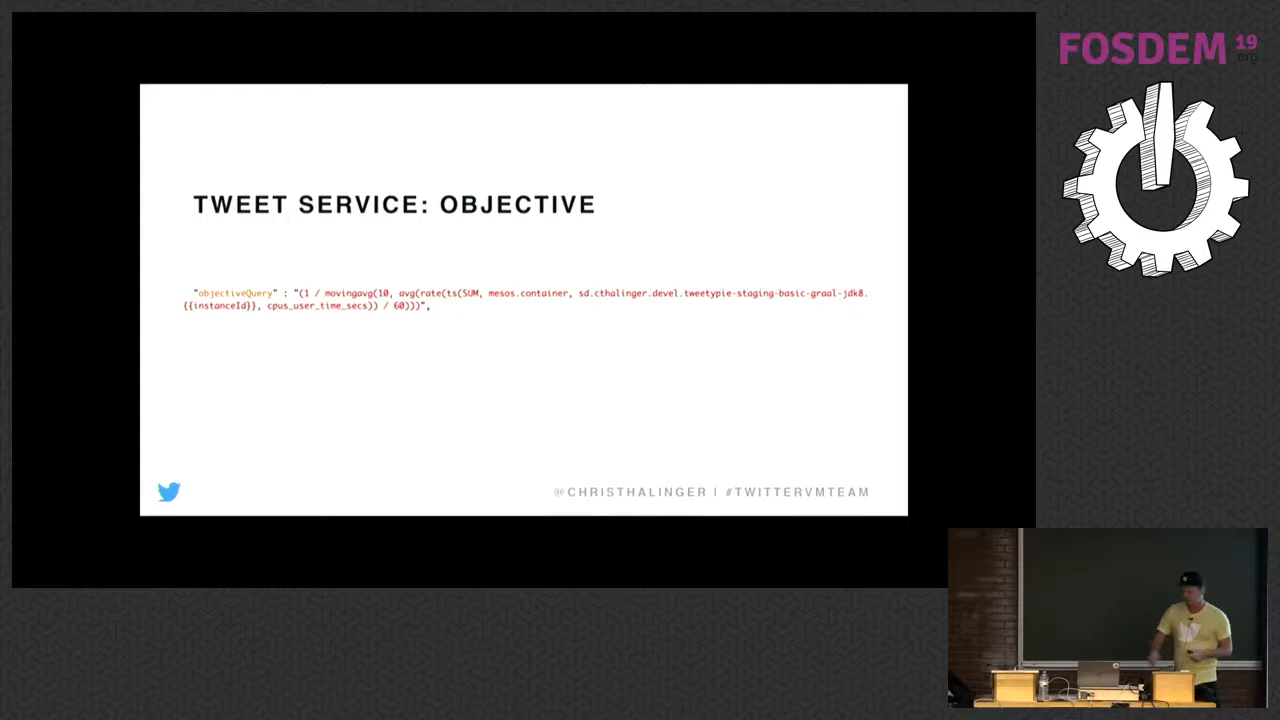 FOSDEM 19
.org
TWEET SERVICE: OBJECTIVE
"objectiveQuery" : "(1 / movingavg(10, avg(rate(ts(SUM, mesos.container, sd.cthalinger.devel.tweetypie-staging-basic-graal-jdk8.
{{instanceId}}, cpus_user_time_secs)) / 60)))",
@CHRISTHALINGER | #TWITTERVMTEAM